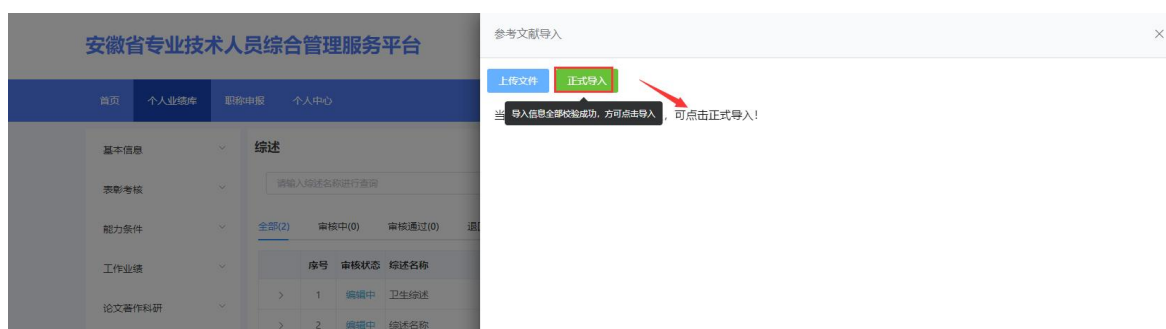 安徽省专业技术人员综合管理服务平台
首页 个人业绩库 职称申报 个人中心
基本信息
表彰考核
能力条件
工作业绩
论文著作科研
综述
请输入综述名称进行查询
全部(2) 审核中(0) 审核通过(0) 退
序号 审核状态 综述名称
1 编辑中 卫生综述
2 编辑中 综述名称
参考文献导入
上传文件 正式导入
导入信息全部校验成功，方可点击导入
当 ，可点击正式导入！